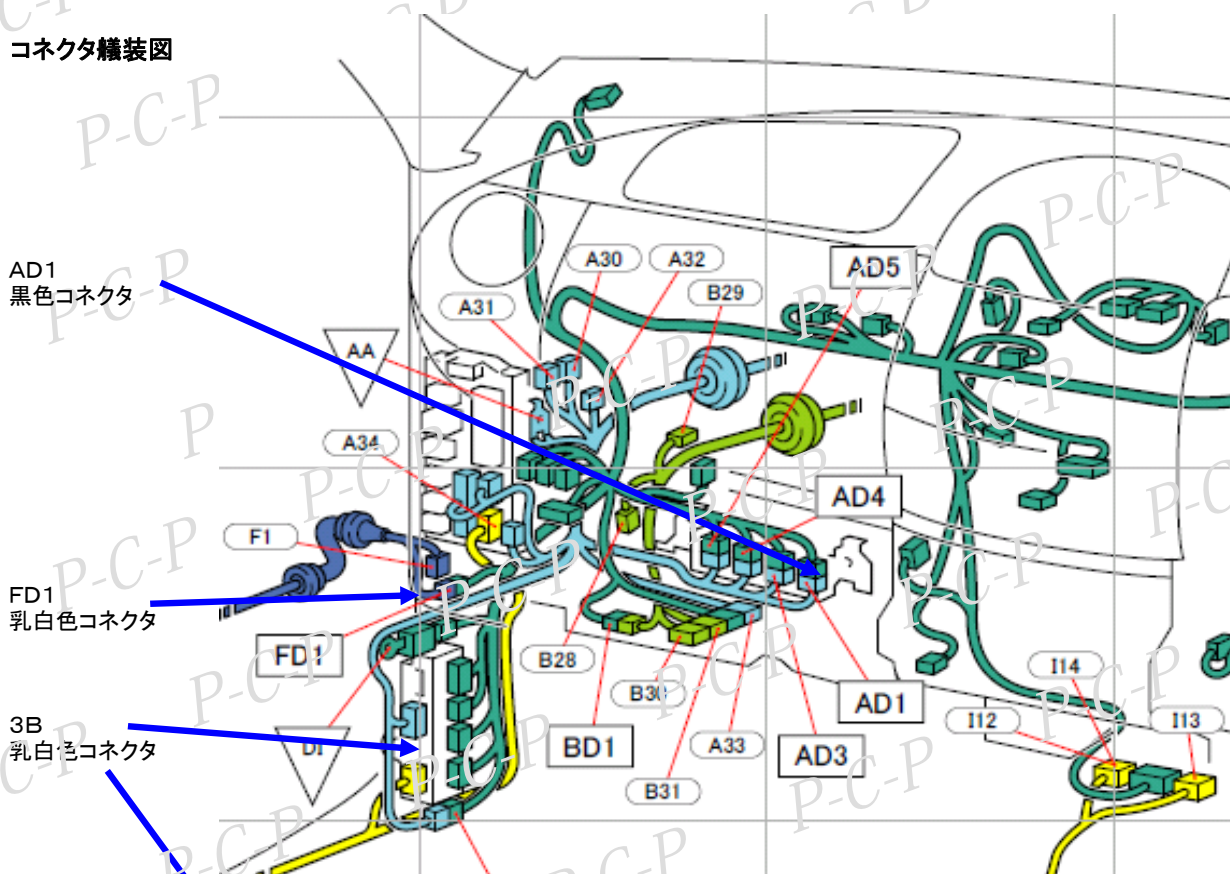 コネクタ艤装図
P-C-P
P-C-P
AD1
黒色コネクタ
P-C-P
A30
A32
AD5
B29
P-C-P
A31
AA
P-C-P
P
P-C-P
A34
P-C-P
P-C-P
P-C-P
AD4
F1
P-C-P
FD1
乳白色コネクタ
P-C-P
P-C-P
FD1
B28
I14
P-C-P
B30
P-C-P
AD1
P-C-P
3B
乳白色コネクタ
DI
BD1
A33
AD3
I12
I13
P-C-P
B31
P-C-P
P-C-P
P-C-P